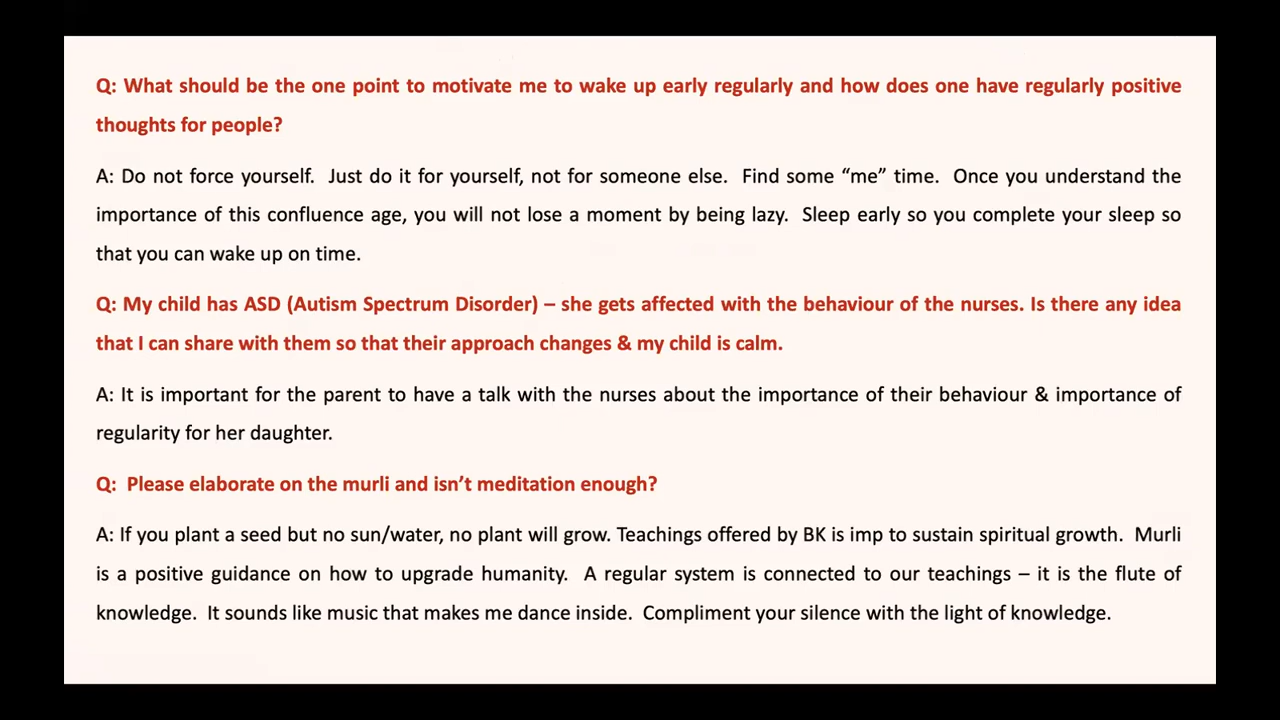 Q: What should be the one point to motivate me to wake up early regularly and how does one have regularly positive
thoughts for people?
A: Do not force yourself.  Just do it for yourself, not for someone else.  Find some “me” time.  Once you understand the
importance of this confluence age, you will not lose a moment by being lazy.  Sleep early so you complete your sleep so
that you can wake up on time.
Q: My child has ASD (Autism Spectrum Disorder) – she gets affected with the behaviour of the nurses. Is there any idea
that I can share with them so that their approach changes & my child is calm.
A: It is important for the parent to have a talk with the nurses about the importance of their behaviour & importance of
regularity for her daughter.
Q:  Please elaborate on the murli and isn’t meditation enough?
A: If you plant a seed but no sun/water, no plant will grow. Teachings offered by BK is imp to sustain spiritual growth.  Murli
is a positive guidance on how to upgrade humanity.  A regular system is connected to our teachings – it is the flute of
knowledge.  It sounds like music that makes me dance inside.  Compliment your silence with the light of knowledge.